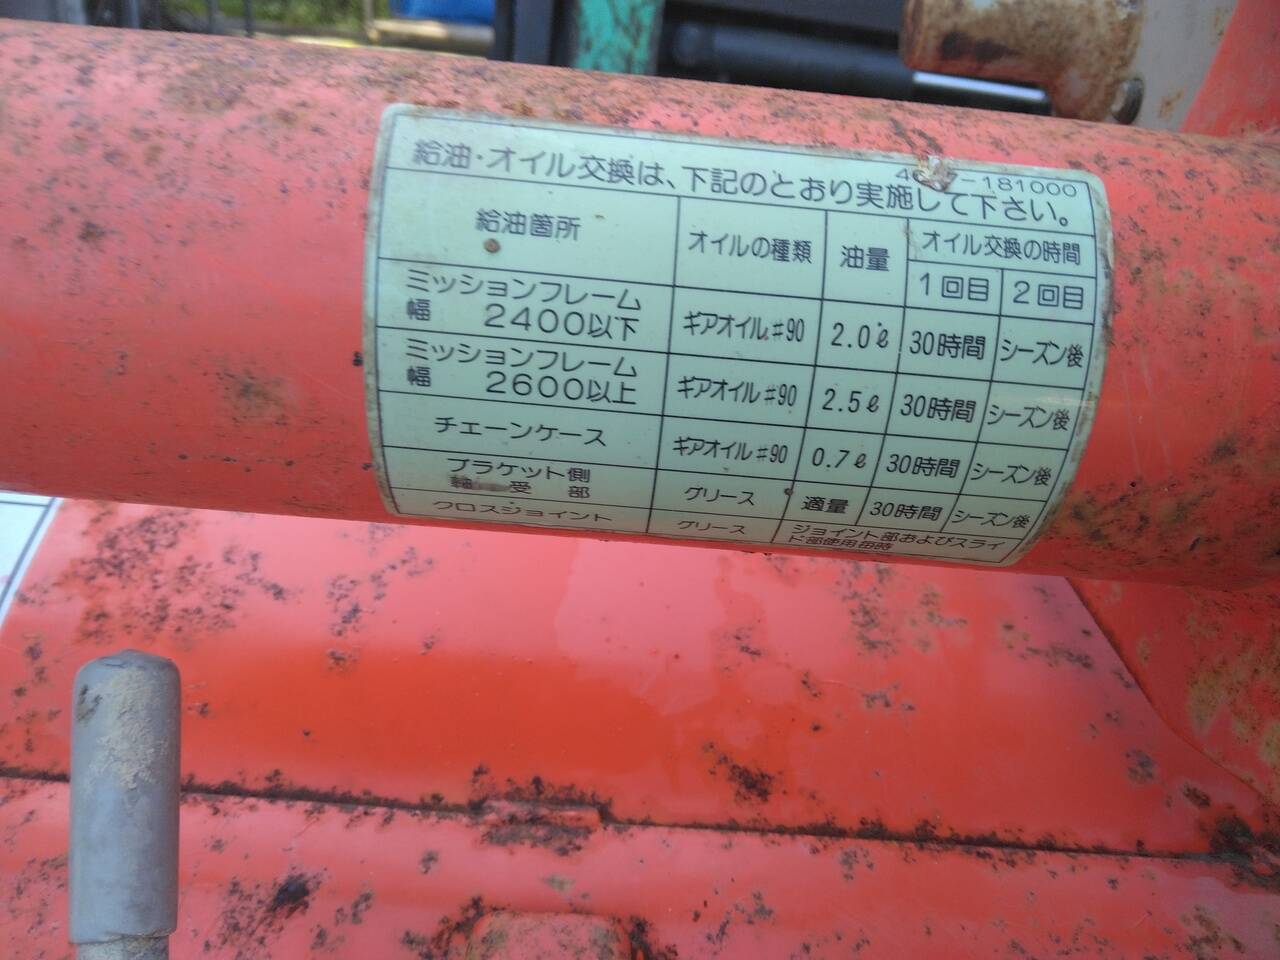 -181000
給油・オイル交換は、下記のとおり実施して下さい。
給油箇所 オイルの種類 油量 オイル交換の時間
1回目 2回目
ミッションフレーム
幅 2400以下 ギアオイル#90 2.0ℓ 30時間 シーズン後
ミッションフレーム
幅 2600以上 ギアオイル#90 2.5ℓ 30時間 シーズン後
チェーンケース ギアオイル#90 0.7ℓ 30時間 シーズン後
ブラケット側
軸受部 グリース 適量 30時間 シーズン後
クロスジョイント グリース ジョイント部およびスライ
ド部使用毎時